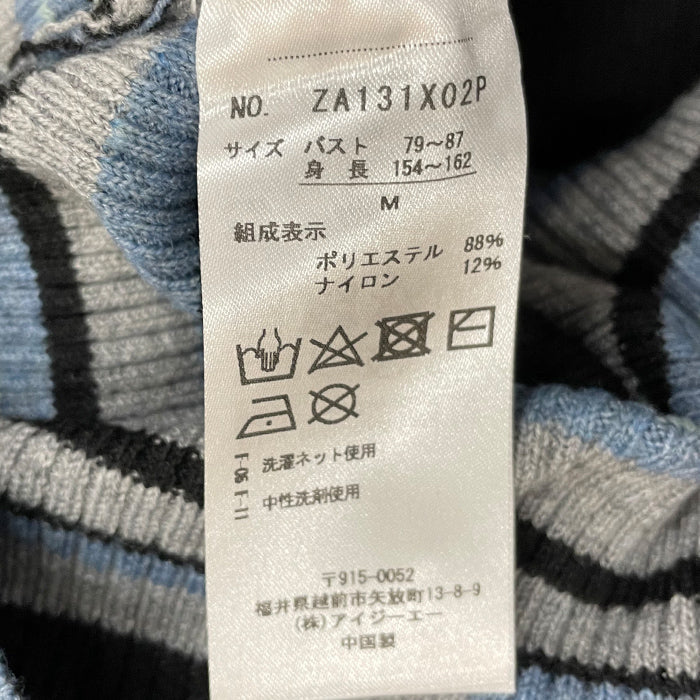 NO. ZA131X02P
サイズ バスト 79～87
身長 154～162
M
組成表示
ポリエステル 88%
ナイロン 12%
洗濯ネット使用
中性洗剤使用
〒915-0052
福井県越前市矢放町13-8-9
(株)アイジーエー
中国製